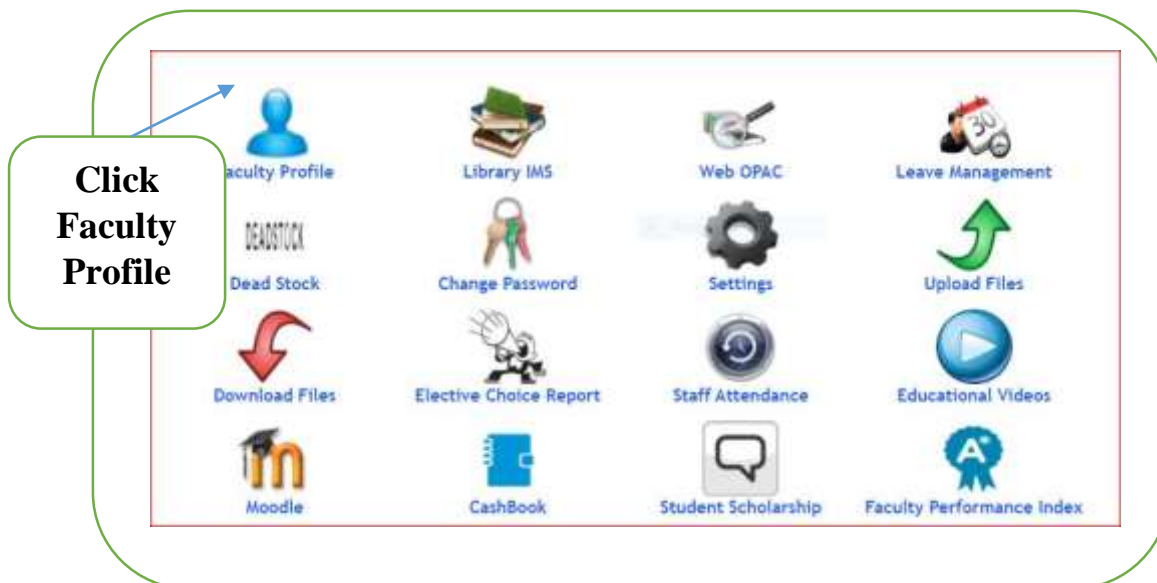 Click
Faculty
Profile
30
aculty Profile
Library IMS
Web OPAC
Leave Management
DEADSTOCK
Dead Stock
Change Password
Settings
Upload Files
Download Files
Elective Choice Report
Staff Attendance
Educational Videos
m
A+
Moodle
CashBook
Student Scholarship
Faculty Performance Index